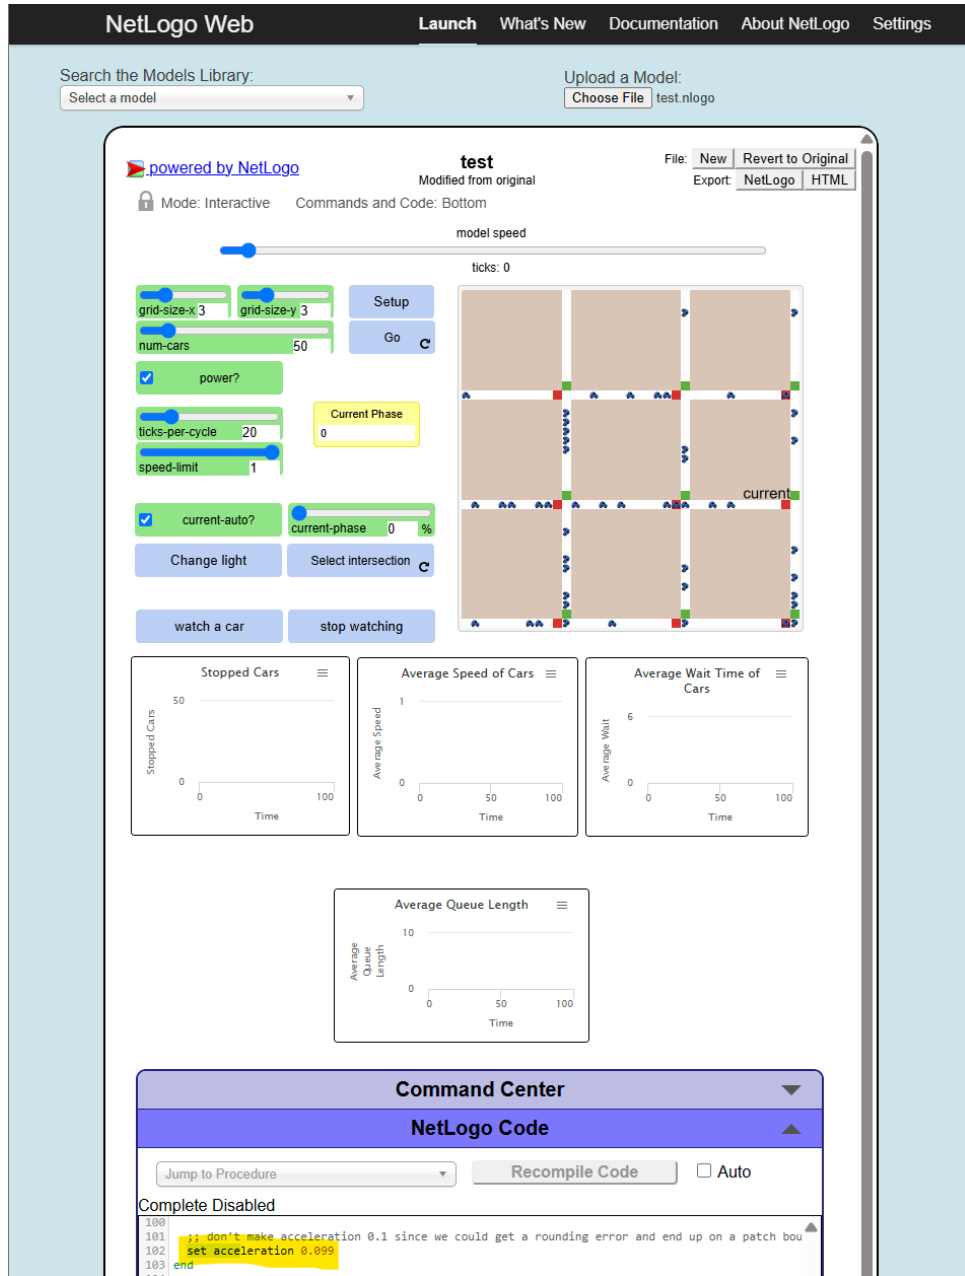 NetLogo Web
Launch What's New Documentation About NetLogo Settings
Search the Models Library:
Select a model
Upload a Model:
Choose File test.nlogo
powered by NetLogo
test
Modified from original
File: New Revert to Original
Export: NetLogo HTML
Mode: Interactive Commands and Code: Bottom
model speed
ticks: 0
grid-size-x 3
grid-size-y 3
Setup
num-cars 50
Go
power?
ticks-per-cycle 20
Current Phase
0
speed-limit 1
current-auto?
current-phase 0 %
Change light
Select intersection
watch a car
stop watching
current
Stopped Cars
50
Stopped Cars
0
0 100
Time
Average Speed of Cars
1
Average Speed
0
0 50 100
Time
Average Wait Time of
Cars
6
Average Wait
0
0 50 100
Time
Average Queue Length
10
Average
Queue
Length
0
0 50 100
Time
Command Center
NetLogo Code
Jump to Procedure
Recompile Code
Auto
Complete Disabled
100
101 ;; don't make acceleration 0.1 since we could get a rounding error and end up on a patch bou
102 set acceleration 0.099
103 end